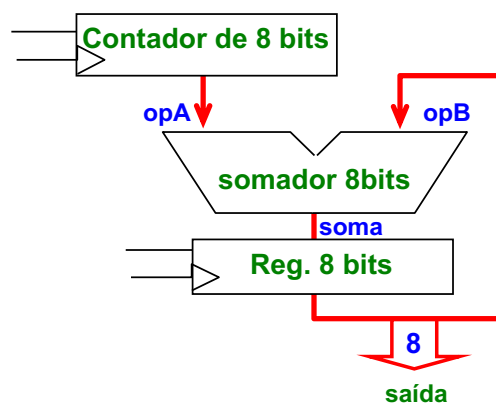 Contador de 8 bits
opA
opB
somador 8bits
soma
Reg. 8 bits
8
saída